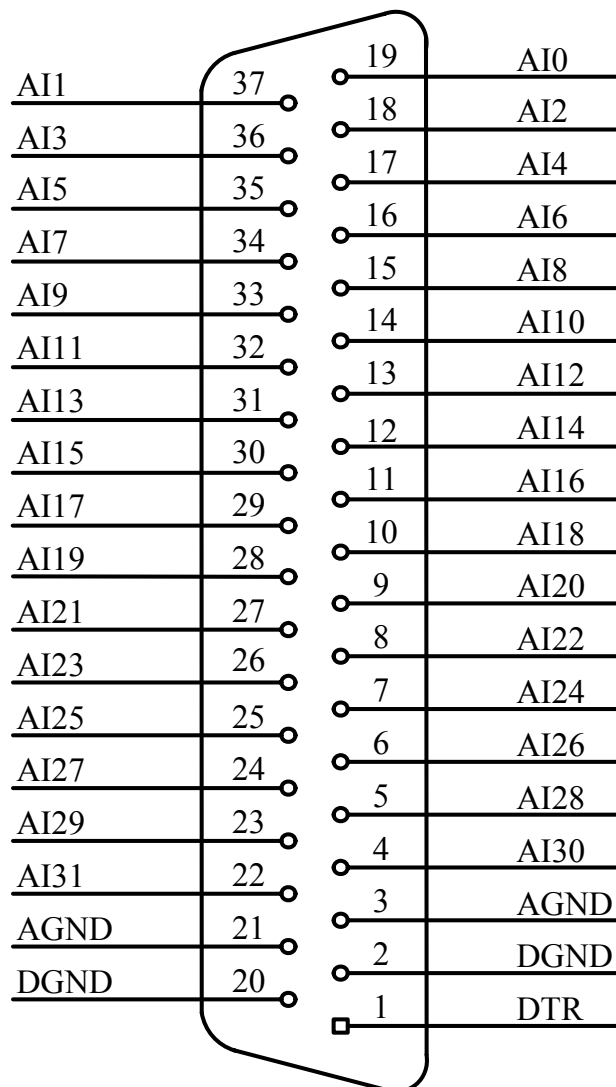 19 AI0
AI1 37
18 AI2
AI3 36
17 AI4
AI5 35
16 AI6
AI7 34
15 AI8
AI9 33
14 AI10
AI11 32
13 AI12
AI13 31
12 AI14
AI15 30
11 AI16
AI17 29
10 AI18
AI19 28
9 AI20
AI21 27
8 AI22
AI23 26
7 AI24
AI25 25
6 AI26
AI27 24
5 AI28
AI29 23
4 AI30
AI31 22
3 AGND
AGND 21
2 DGND
DGND 20
1 DTR